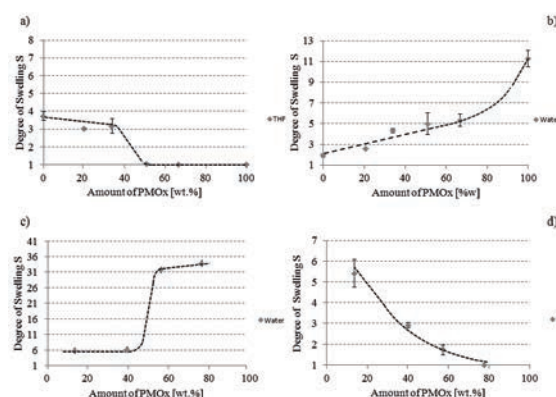 a)
b)
Degree of Swelling S
8
7
6
5
4
3
2
1
0 20 40 60 80 100
Amount of PMOx [wt.%]
THF
Degree of Swelling S
13
11
9
7
5
3
1
0 20 40 60 80 100
Amount of PMOx [%w]
Water
c)
d)
Degree of Swelling S
41
36
31
26
21
16
11
6
1
0 20 40 60 80 100
Amount of PMOx [wt.%]
Water
Degree of Swelling S
7
6
5
4
3
2
1
0 20 40 60 80 100
Amount of PMOx [wt.%]